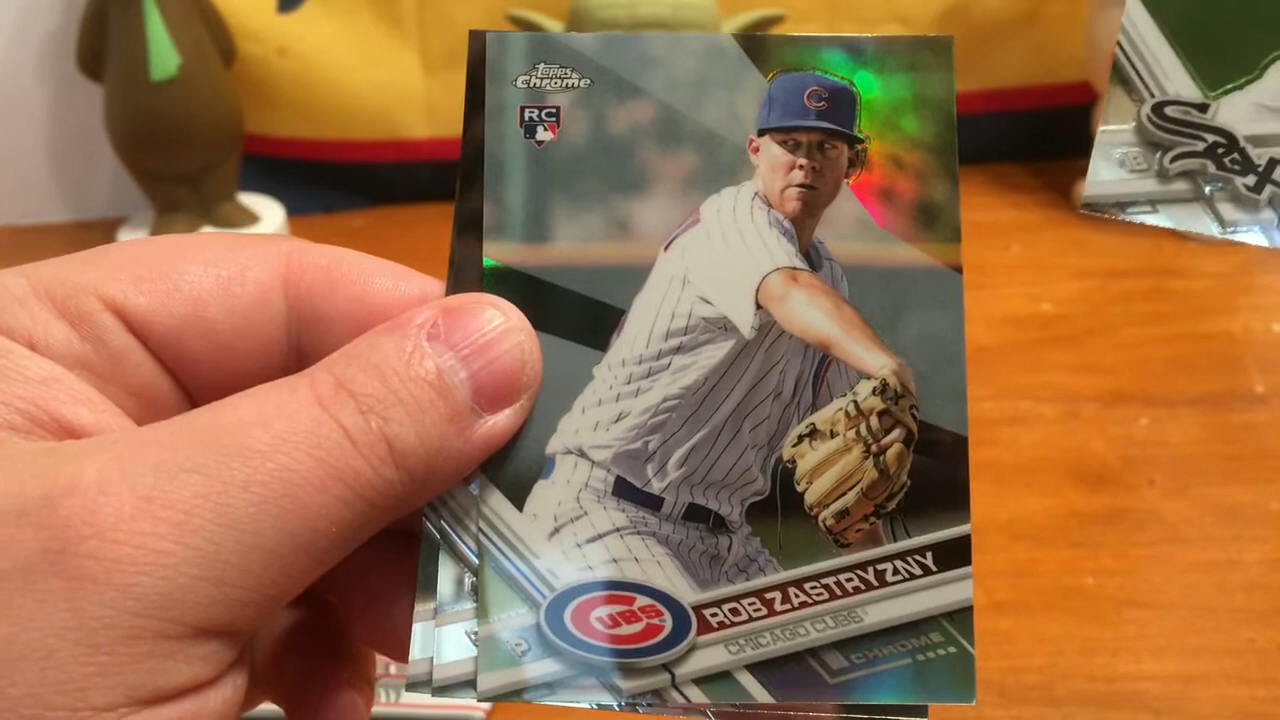 Topps
Chrome
RC
C
Sox
CUBS
ROB ZASTRYZNY
CHICAGO CUBS
CHROME